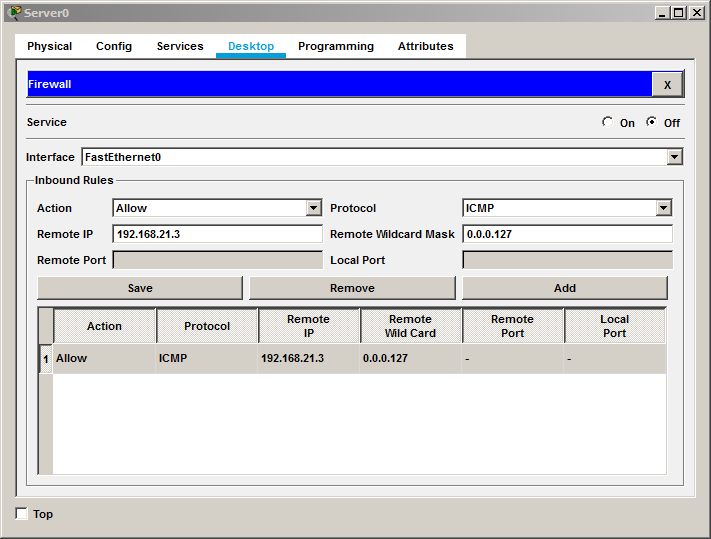 Server0
Physical Config Services Desktop Programming Attributes
Firewall X
Service On Off
Interface FastEthernet0
Inbound Rules
Action Allow Protocol ICMP
Remote IP 192.168.21.3 Remote Wildcard Mask 0.0.0.127
Remote Port Local Port
Save Remove Add
Action Protocol Remote IP Remote Wild Card Remote Port Local Port
1 Allow ICMP 192.168.21.3 0.0.0.127 - -
Top